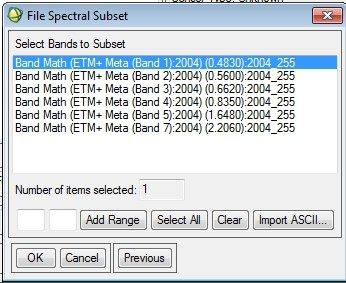 File Spectral Subset
Select Bands to Subset
Band Math (ETM+ Meta (Band 1):2004) (0.4830):2004_255
Band Math (ETM+ Meta (Band 2):2004) (0.5600):2004_255
Band Math (ETM+ Meta (Band 3):2004) (0.6620):2004_255
Band Math (ETM+ Meta (Band 4):2004) (0.8350):2004_255
Band Math (ETM+ Meta (Band 5):2004) (1.6480):2004_255
Band Math (ETM+ Meta (Band 7):2004) (2.2060):2004_255
Number of items selected: 1
Add Range Select All Clear Import ASCII...
OK Cancel Previous